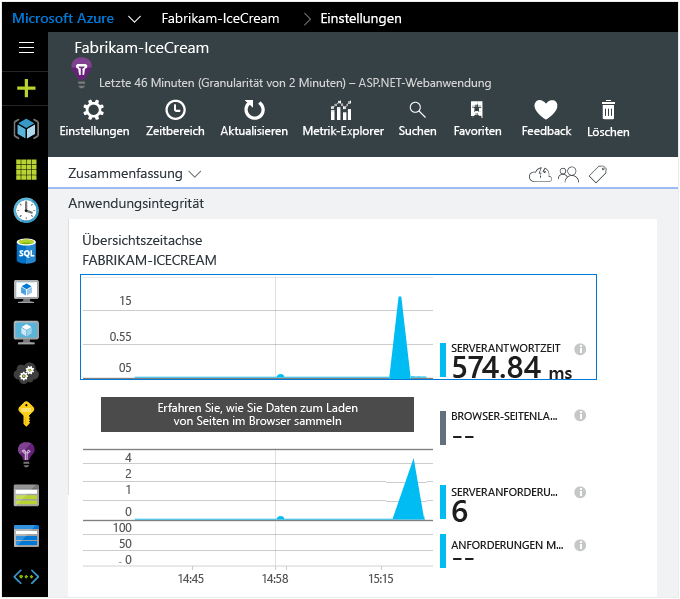 Microsoft Azure Fabrikam-IceCream Einstellungen
Fabrikam-IceCream
Letzte 46 Minuten (Granularität von 2 Minuten) – ASP.NET-Webanwendung
Einstellungen Zeitbereich Aktualisieren Metrik-Explorer Suchen Favoriten Feedback Löschen
Zusammenfassung
Anwendungsintegrität
Übersichtszeitachse
FABRIKAM-ICECREAM
15
0.55
05
SERVERANTWORTZEIT
574.84 ms
Erfahren Sie, wie Sie Daten zum Laden
von Seiten im Browser sammeln
BROWSER-SEITENLA...
--
4
2
1
0
SERVERANFORDERU...
6
100
50
0
ANFORDERUNGEN M...
--
14:45 14:58 15:15
SQL